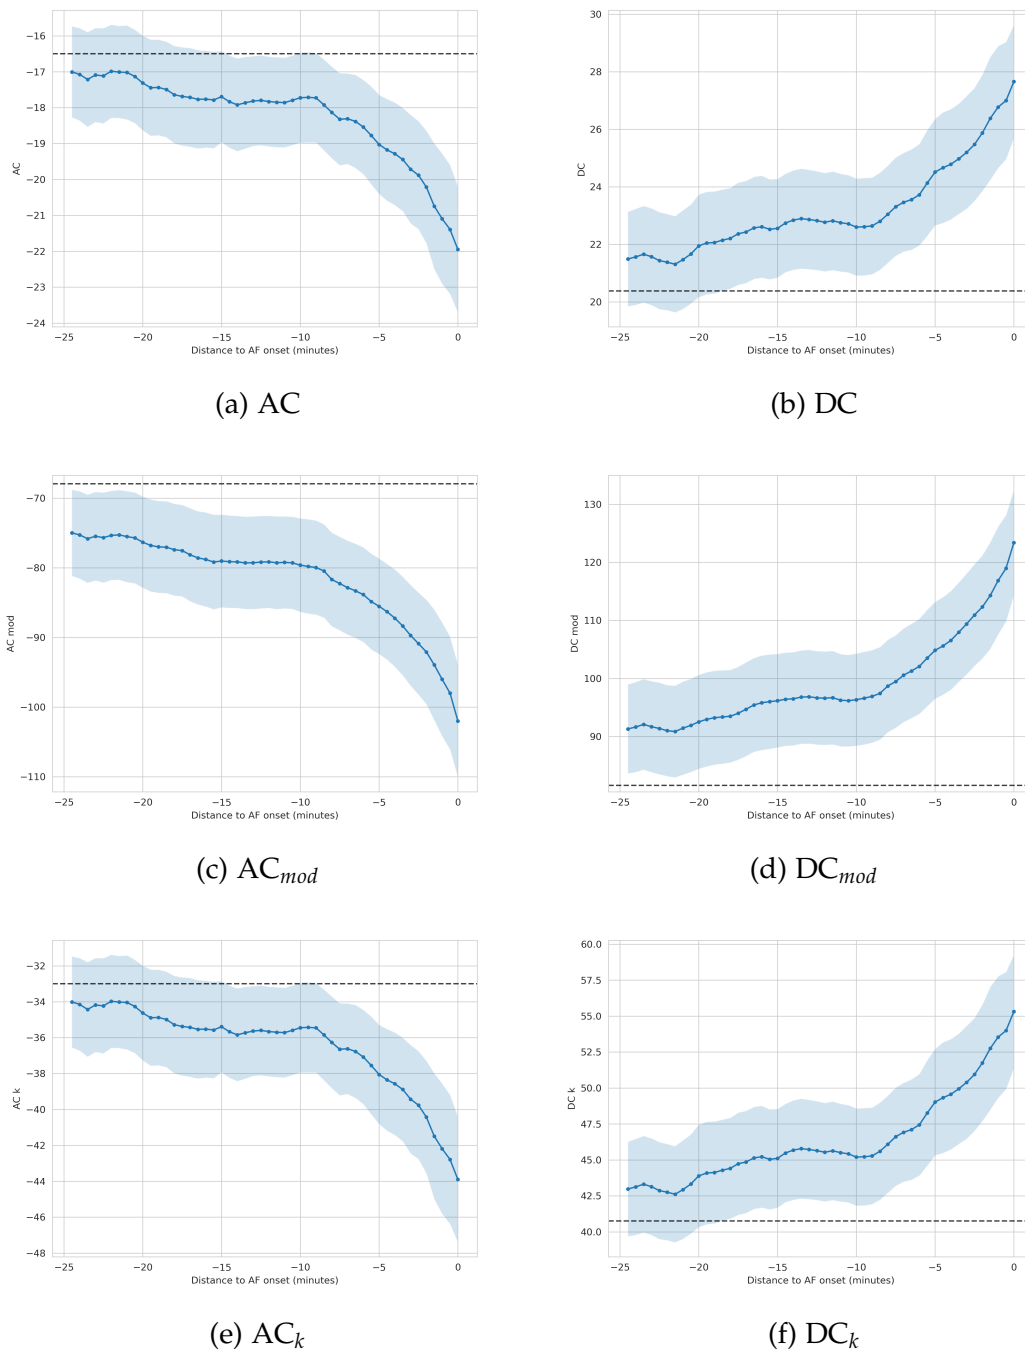 −16
−17
−18
−19
−20
−21
−22
−23
−24
AC
−25 −20 −15 −10 −5 0
Distance to AF onset (minutes)
(a) AC
30
28
26
24
22
20
DC
−25 −20 −15 −10 −5 0
Distance to AF onset (minutes)
(b) DC
−70
−80
−90
−100
−110
AC mod
−25 −20 −15 −10 −5 0
Distance to AF onset (minutes)
(c) AC_mod
130
120
110
100
90
DC mod
−25 −20 −15 −10 −5 0
Distance to AF onset (minutes)
(d) DC_mod
−32
−34
−36
−38
−40
−42
−44
−46
−48
AC k
−25 −20 −15 −10 −5 0
Distance to AF onset (minutes)
(e) AC_k
60.0
57.5
55.0
52.5
50.0
47.5
45.0
42.5
40.0
DC k
−25 −20 −15 −10 −5 0
Distance to AF onset (minutes)
(f) DC_k